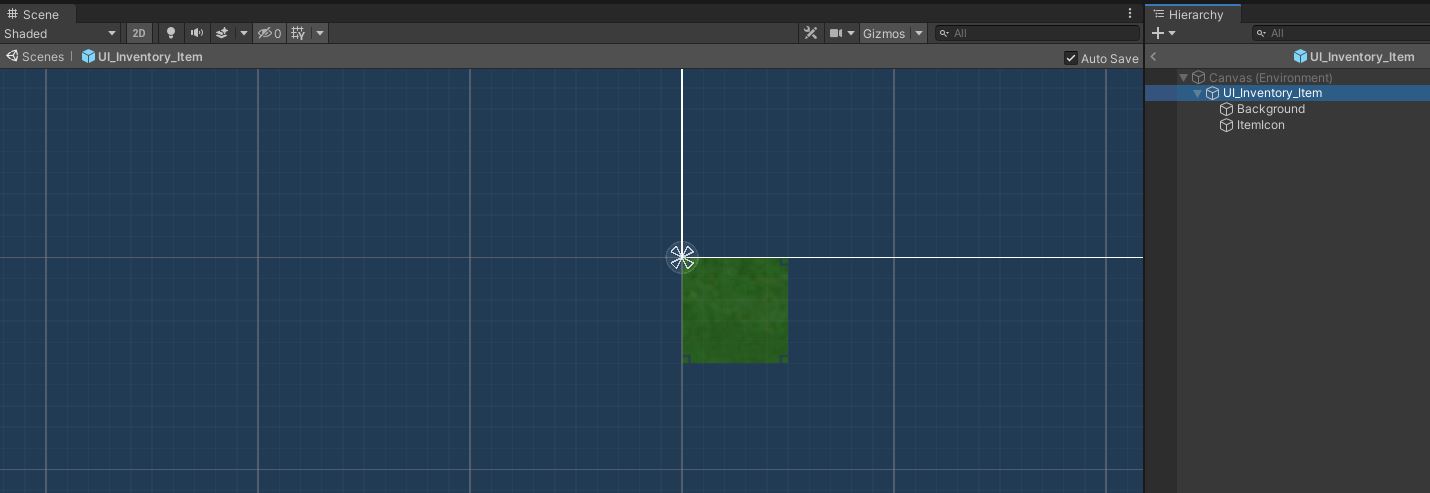 Scene
Hierarchy
Shaded
2D
0
Gizmos
All
All
Scenes
UI_Inventory_Item
Auto Save
UI_Inventory_Item
Canvas (Environment)
UI_Inventory_Item
Background
ItemIcon